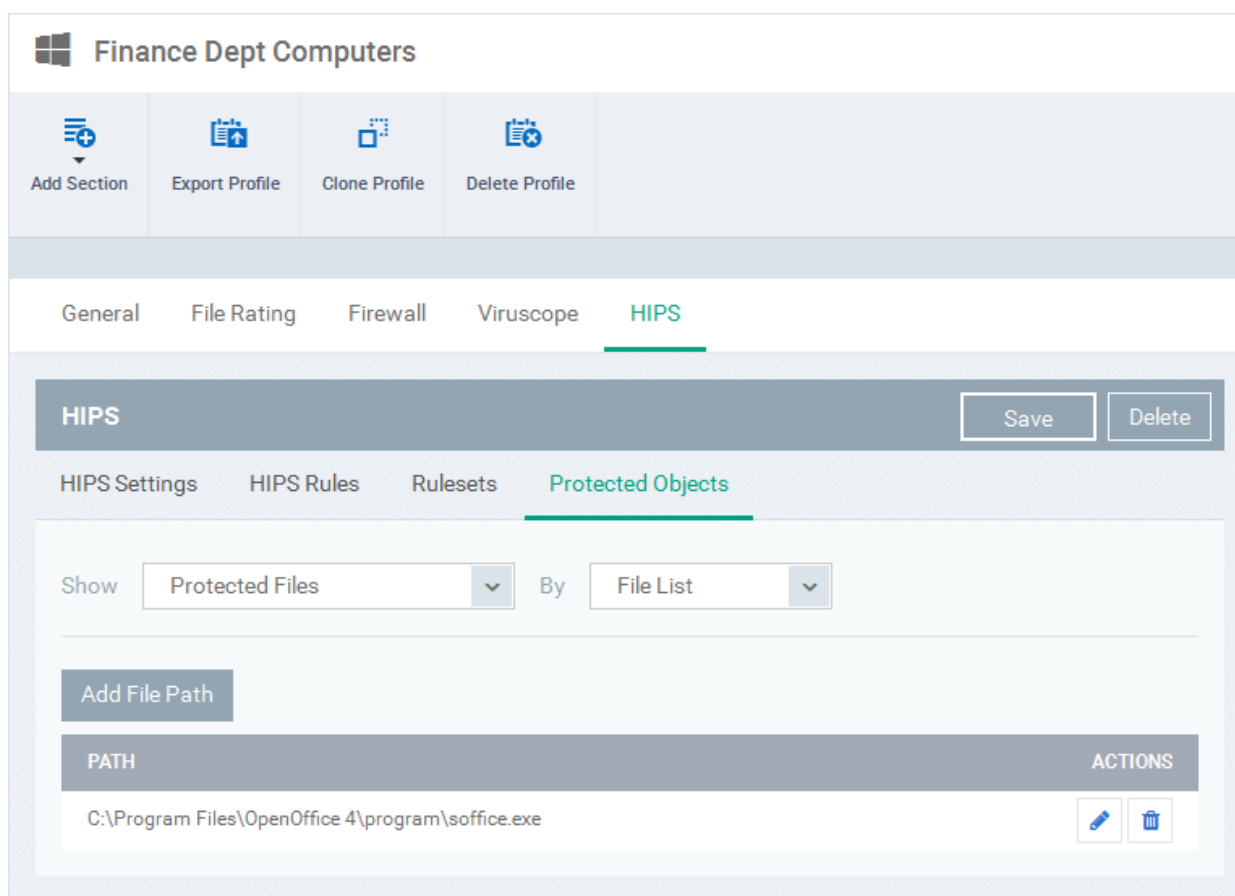 Finance Dept Computers
Add Section Export Profile Clone Profile Delete Profile
General File Rating Firewall Viruscope HIPS
HIPS Save Delete
HIPS Settings HIPS Rules Rulesets Protected Objects
Show Protected Files By File List
Add File Path
PATH ACTIONS
C:\Program Files\OpenOffice 4\program\soffice.exe